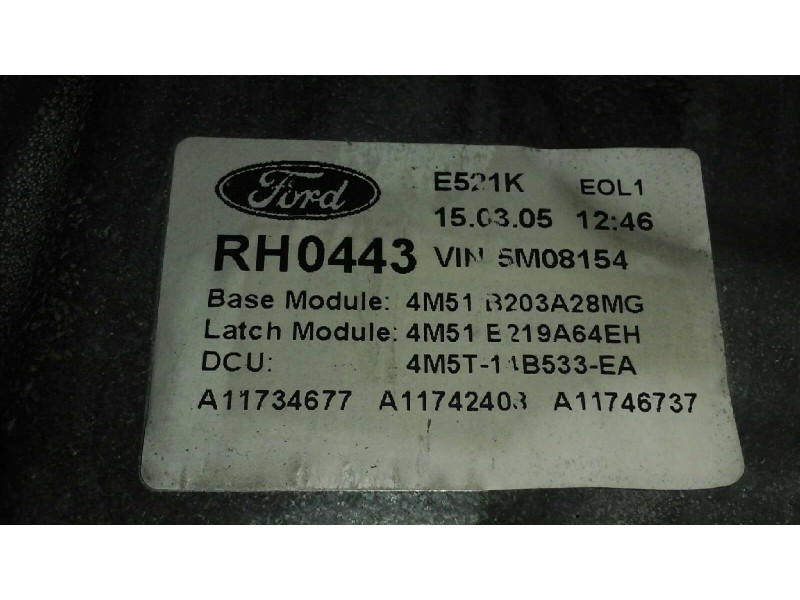 Ford
E521K EOL1
15.03.05 12:46
RH0443 VIN 5M08154
Base Module: 4M51 B203A28MG
Latch Module: 4M51 E219A64EH
DCU: 4M5T-14B533-EA
A11734677 A11742403 A11746737